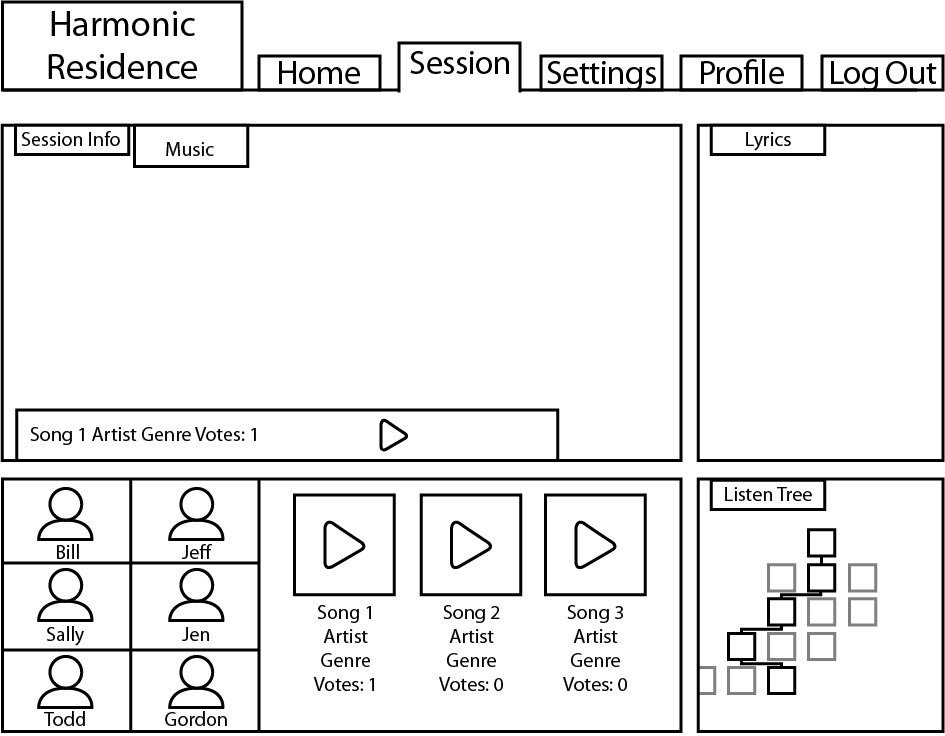 Harmonic
Residence
Home
Session
Settings
Profile
Log Out
Session Info
Music
Lyrics
Song 1 Artist Genre Votes: 1
Bill
Jeff
Sally
Jen
Todd
Gordon
Song 1
Artist
Genre
Votes: 1
Song 2
Artist
Genre
Votes: 0
Song 3
Artist
Genre
Votes: 0
Listen Tree